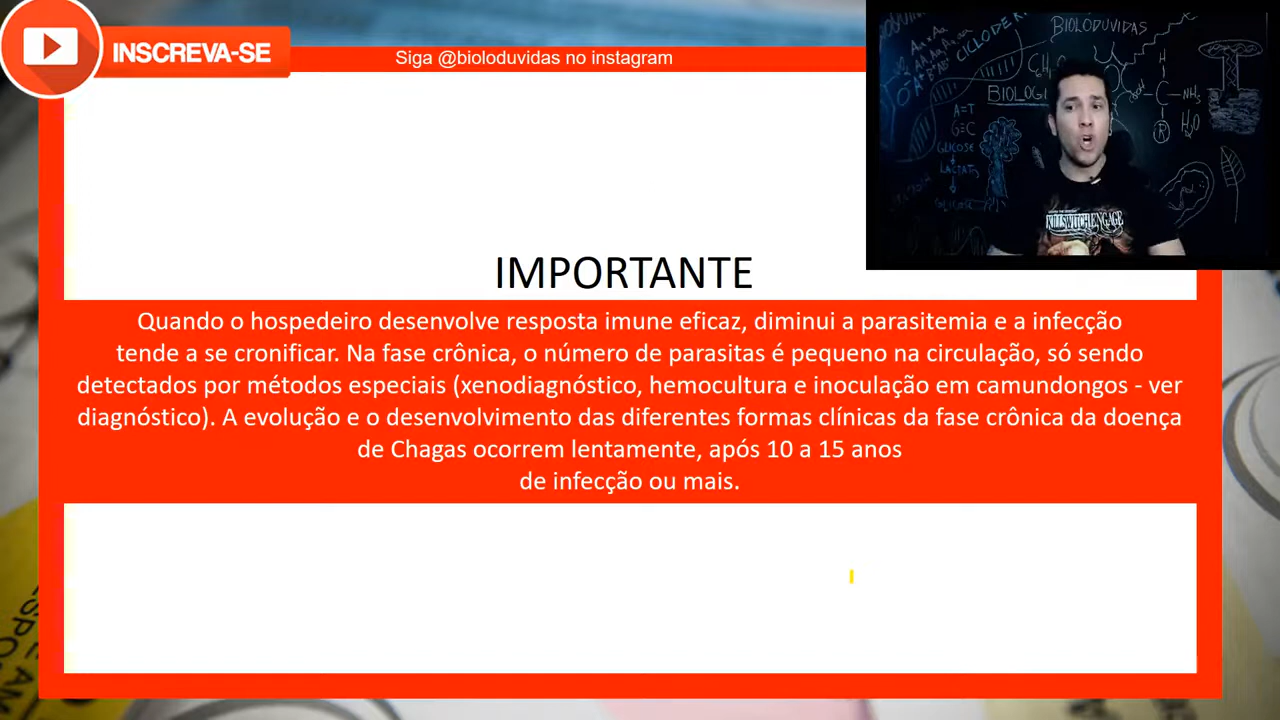 INSCREVA-SE
Siga @bioloduvidas no instagram
BIOLODUVIDAS
A=T
G≡C
GLICOSE
H₂O
KILLSWITCH ENGAGE
IMPORTANTE
Quando o hospedeiro desenvolve resposta imune eficaz, diminui a parasitemia e a infecção
tende a se cronificar. Na fase crônica, o número de parasitas é pequeno na circulação, só sendo
detectados por métodos especiais (xenodiagnóstico, hemocultura e inoculação em camundongos - ver
diagnóstico). A evolução e o desenvolvimento das diferentes formas clínicas da fase crônica da doença
de Chagas ocorrem lentamente, após 10 a 15 anos
de infecção ou mais.